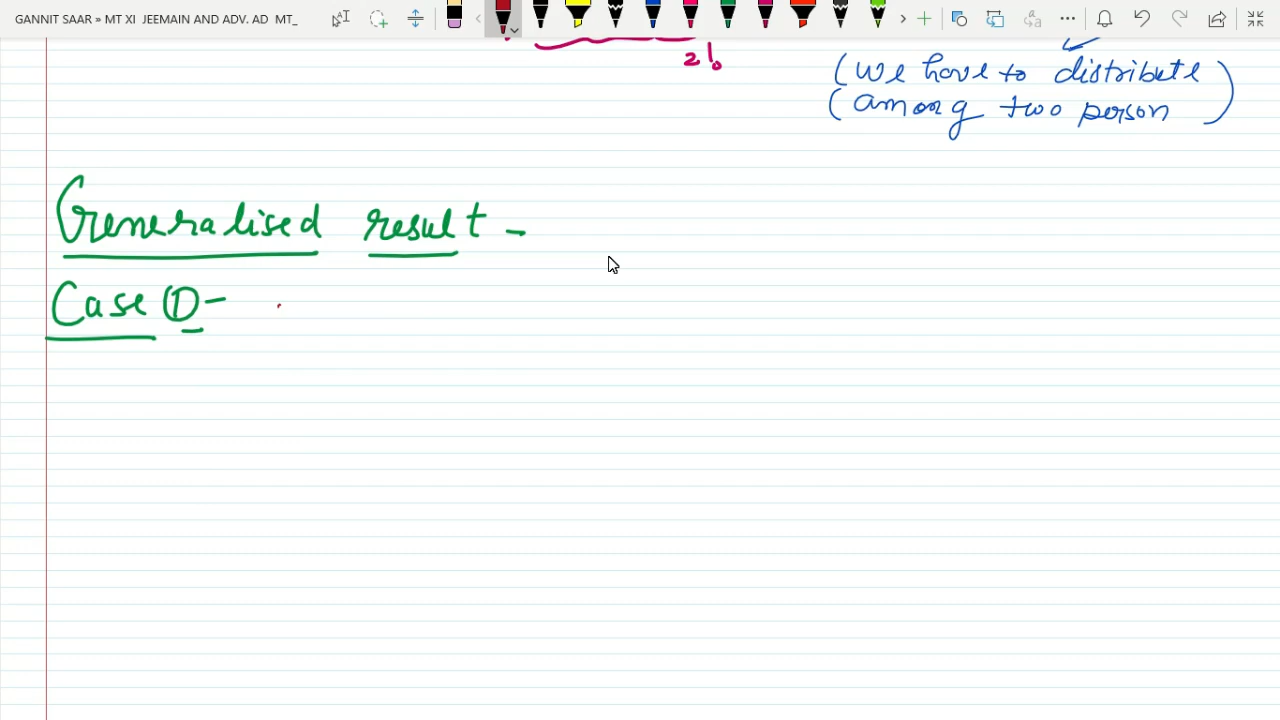 GANNIT SAAR » MT XI JEEMAIN AND ADV. AD MT_
2!
(We have to distribute)
(among two person)
Generalised result -
Case ① -